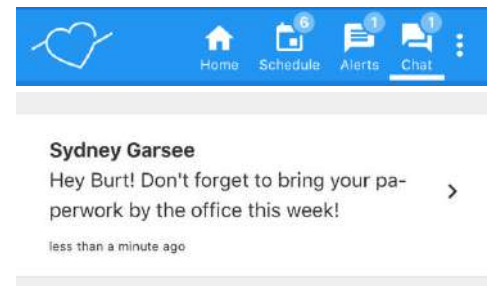 6 1 1
Home Schedule Alerts Chat
Sydney Garsee
Hey Burt! Don't forget to bring your pa-
perwork by the office this week!
less than a minute ago